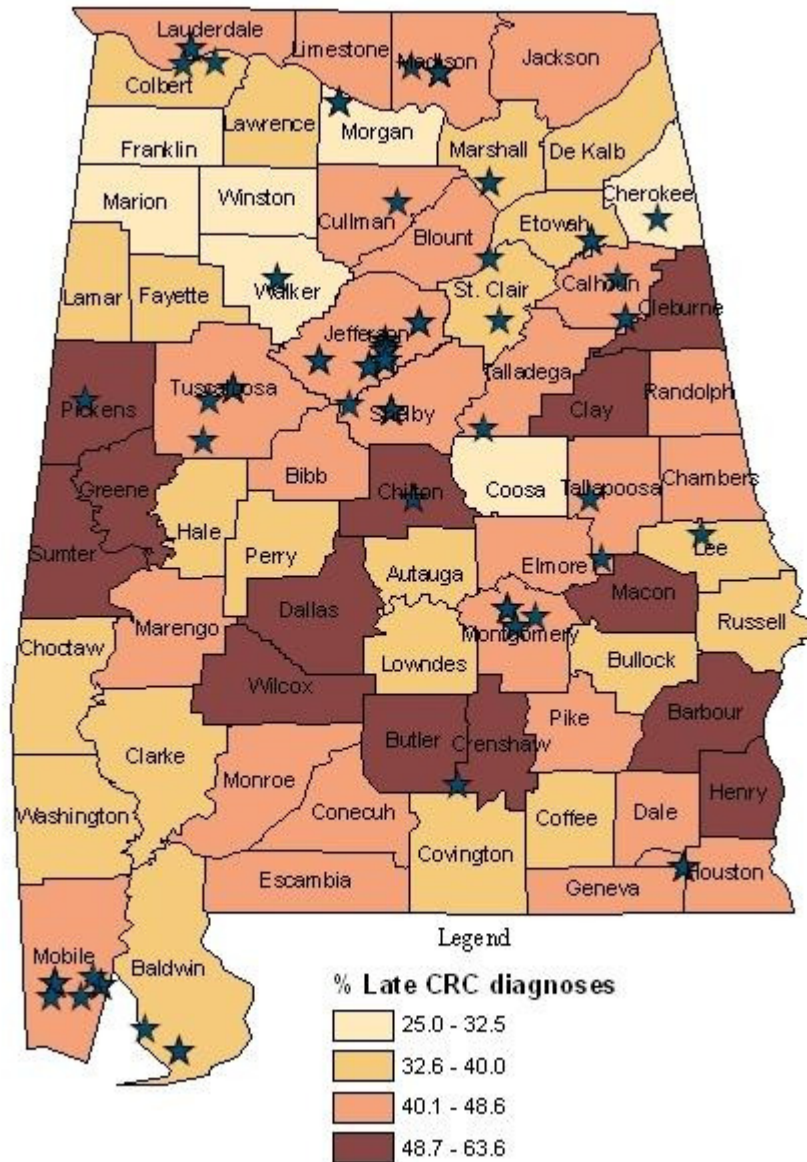 Lauderdale
Limestone
Madison
Jackson
Colbert
Lawrence
Morgan
Franklin
Marshall
De Kalb
Marion
Winston
Cullman
Blount
Etowah
Cherokee
Lamar
Fayette
Walker
St. Clair
Calhoun
Cleburne
Jefferson
Talladega
Pickens
Tuscaloosa
Shelby
Clay
Randolph
Bibb
Greene
Chilton
Coosa
Tallapoosa
Chambers
Hale
Sumter
Perry
Autauga
Elmore
Lee
Dallas
Macon
Marengo
Montgomery
Russell
Choctaw
Lowndes
Bullock
Wilcox
Butler
Crenshaw
Pike
Barbour
Clarke
Monroe
Washington
Conecuh
Covington
Coffee
Dale
Henry
Escambia
Geneva
Houston
Mobile
Baldwin
Legend
% Late CRC diagnoses
25.0 - 32.5
32.6 - 40.0
40.1 - 48.6
48.7 - 63.6